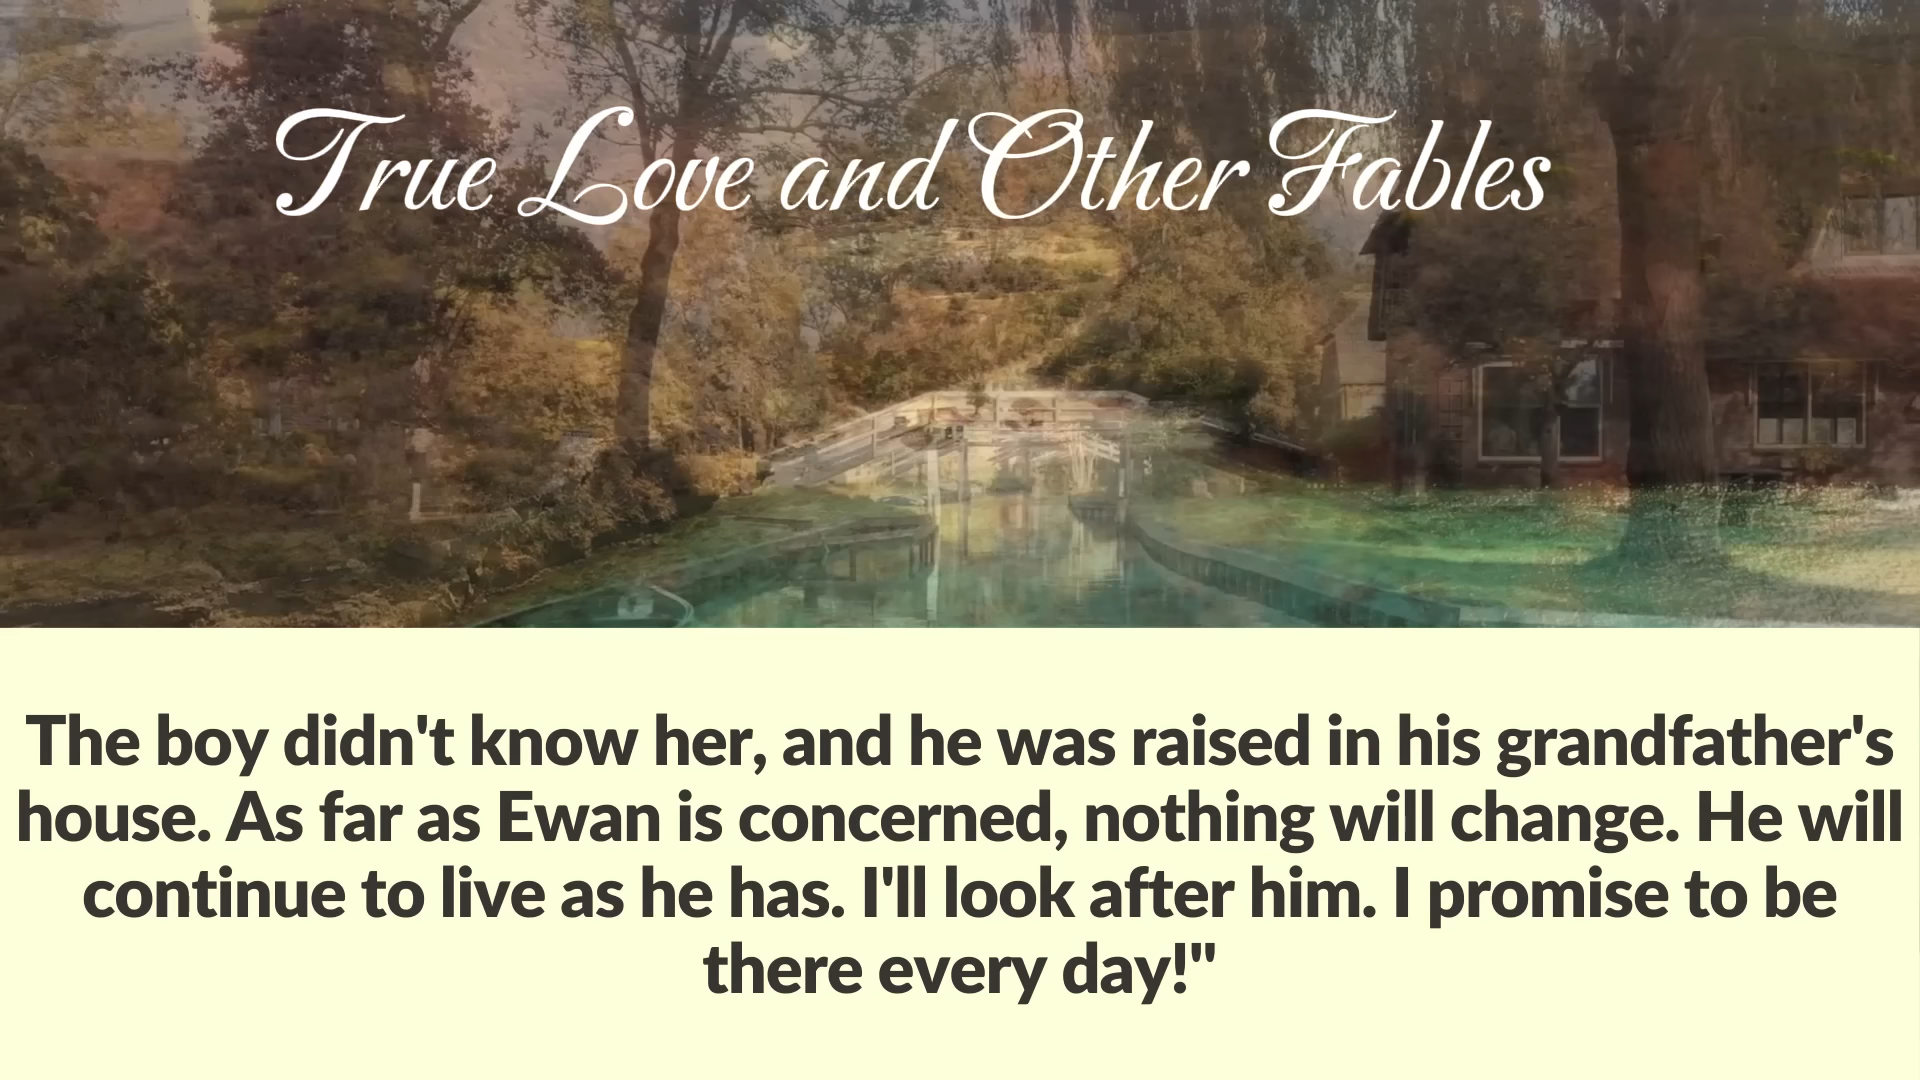 True Love and Other Fables
The boy didn't know her, and he was raised in his grandfather's
house. As far as Ewan is concerned, nothing will change. He will
continue to live as he has. I'll look after him. I promise to be
there every day!"